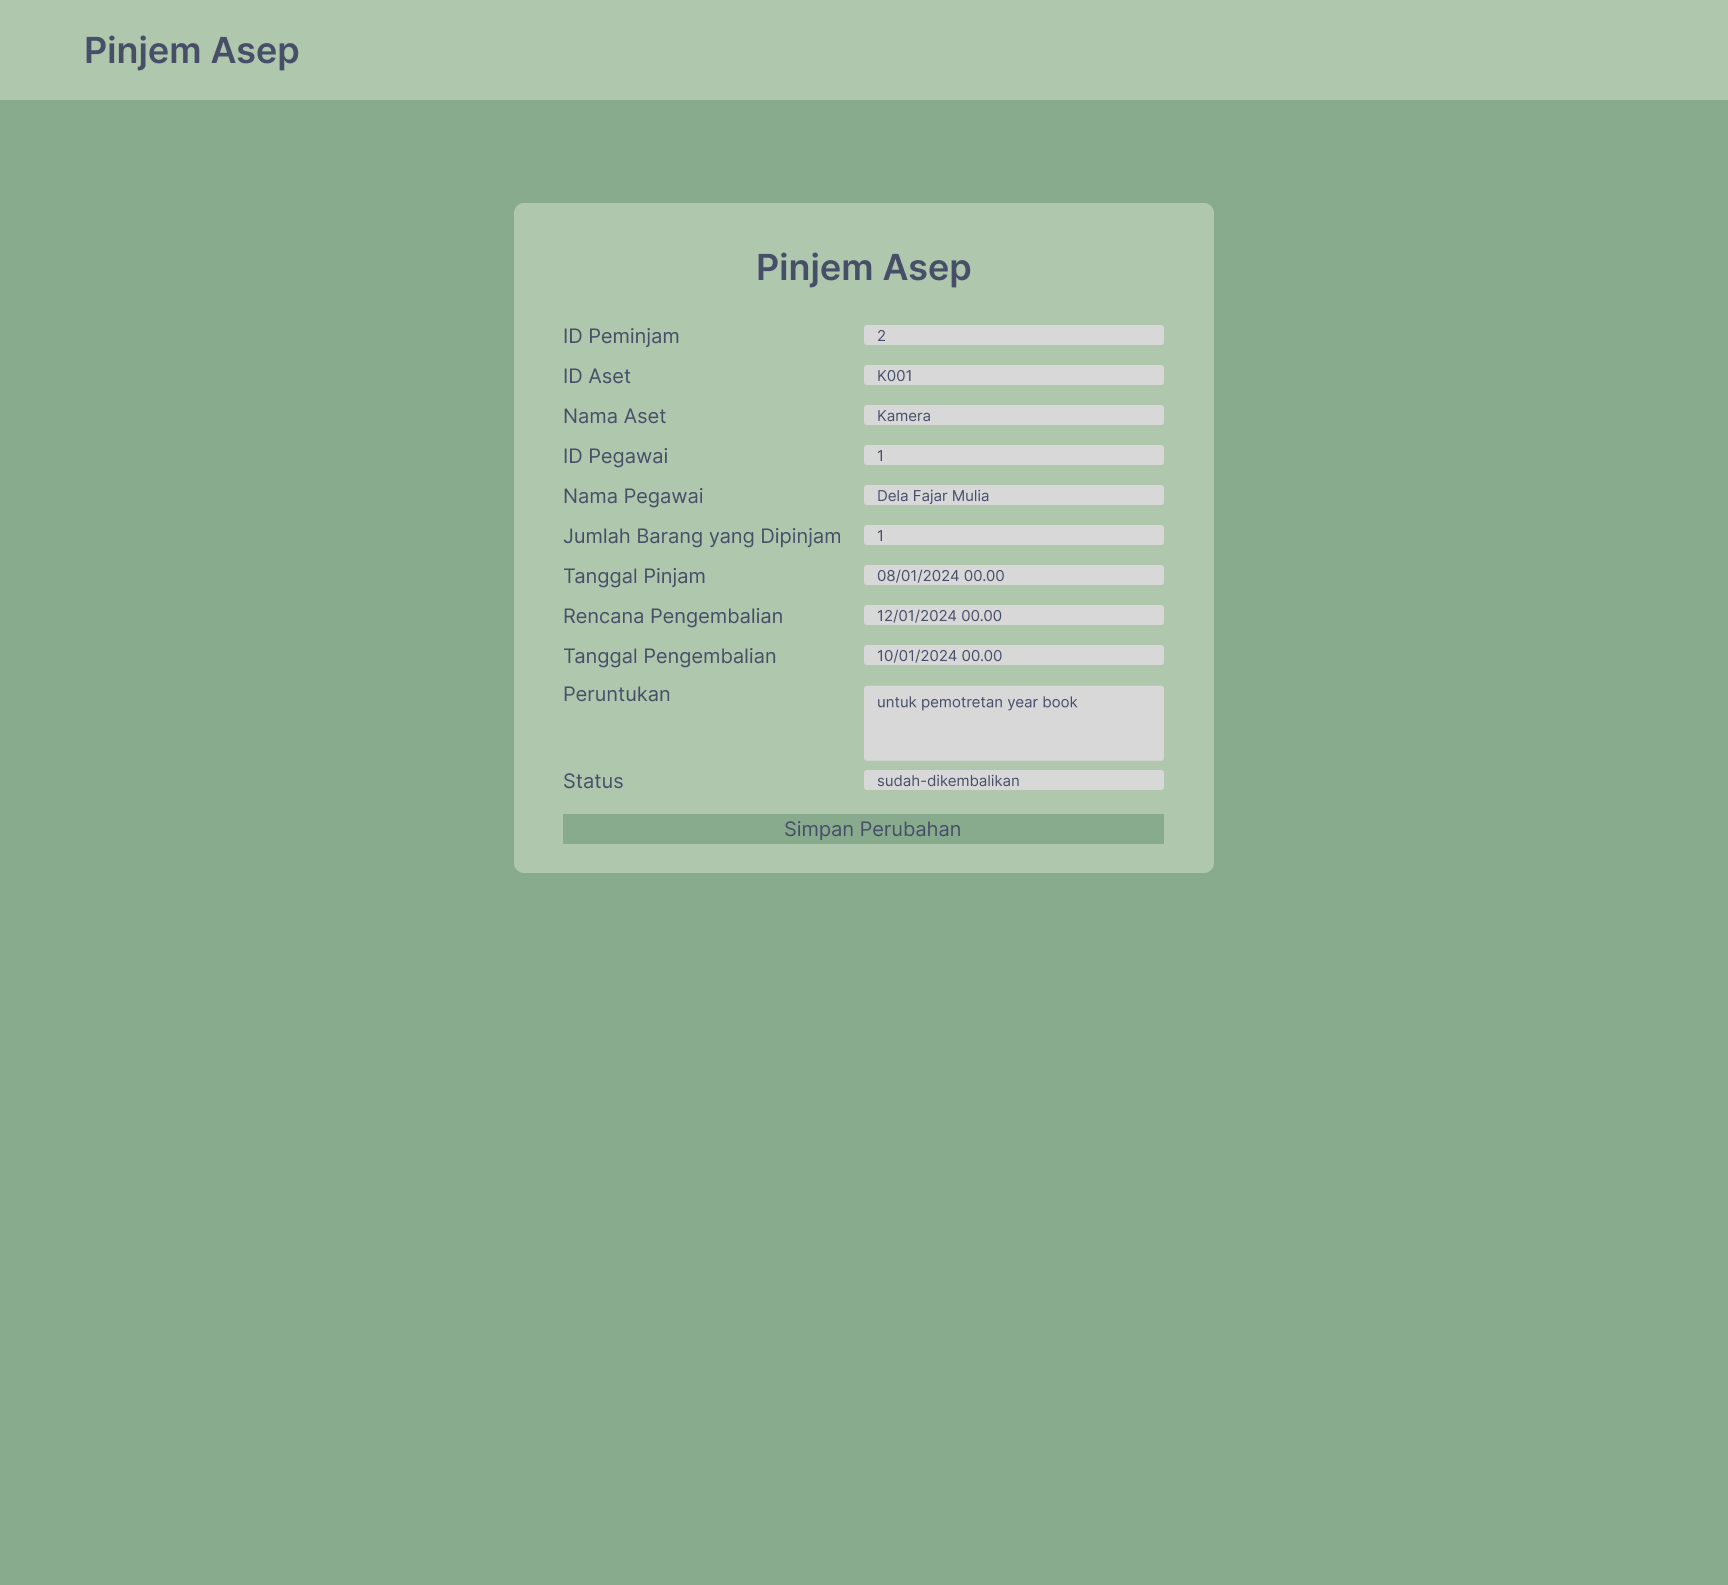 Pinjem Asep
Pinjem Asep
ID Peminjam 2
ID Aset K001
Nama Aset Kamera
ID Pegawai 1
Nama Pegawai Dela Fajar Mulia
Jumlah Barang yang Dipinjam 1
Tanggal Pinjam 08/01/2024 00.00
Rencana Pengembalian 12/01/2024 00.00
Tanggal Pengembalian 10/01/2024 00.00
Peruntukan untuk pemotretan year book
Status sudah-dikembalikan
Simpan Perubahan